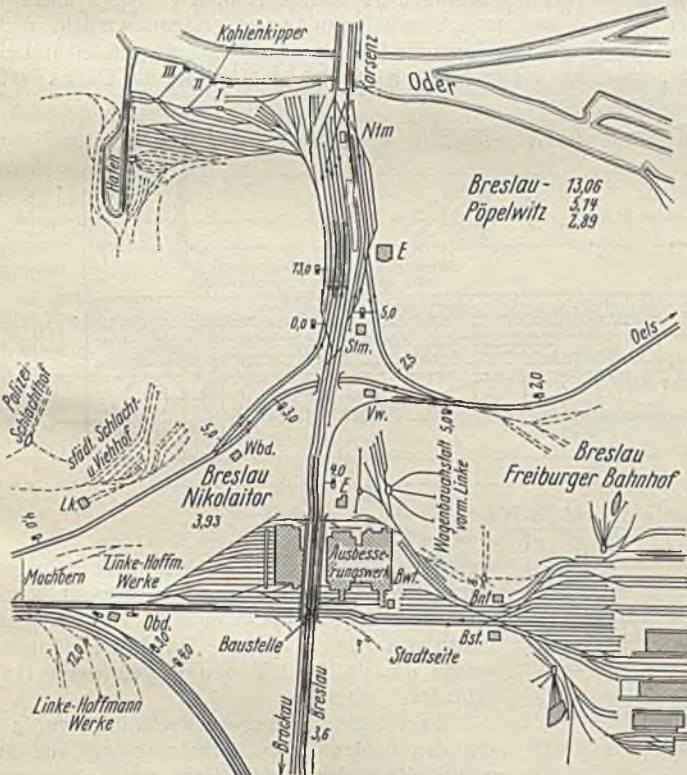 Kohlenkipper
III
II
I
Karsenz
Oder
Hafen
Ntm
Breslau- 13,06
Pöpelwitz 5,14
2,89
E
13,0
0,0
5,0
Stm.
2,5
Oels
2,0
Polizei-
Schlachthof
städt. Schlacht-
u. Viehhof
5,0
3,0
Wbd.
Vw.
5,0
Breslau
Freiburger Bahnhof
Breslau
Nikolaitor
3,93
Lk.
4,0
4,0
E
Wagenbauanstalt
vorm. Linke
Mochbern
Linke-Hoffm.
Werke
Ausbesse-
rungswerk
Bwt.
Bnt
Obd.
Bst.
Baustelle
Stadtseite
12,0
3,0
Linke-Hoffmann
Werke
← Brockau
Breslau
3,6